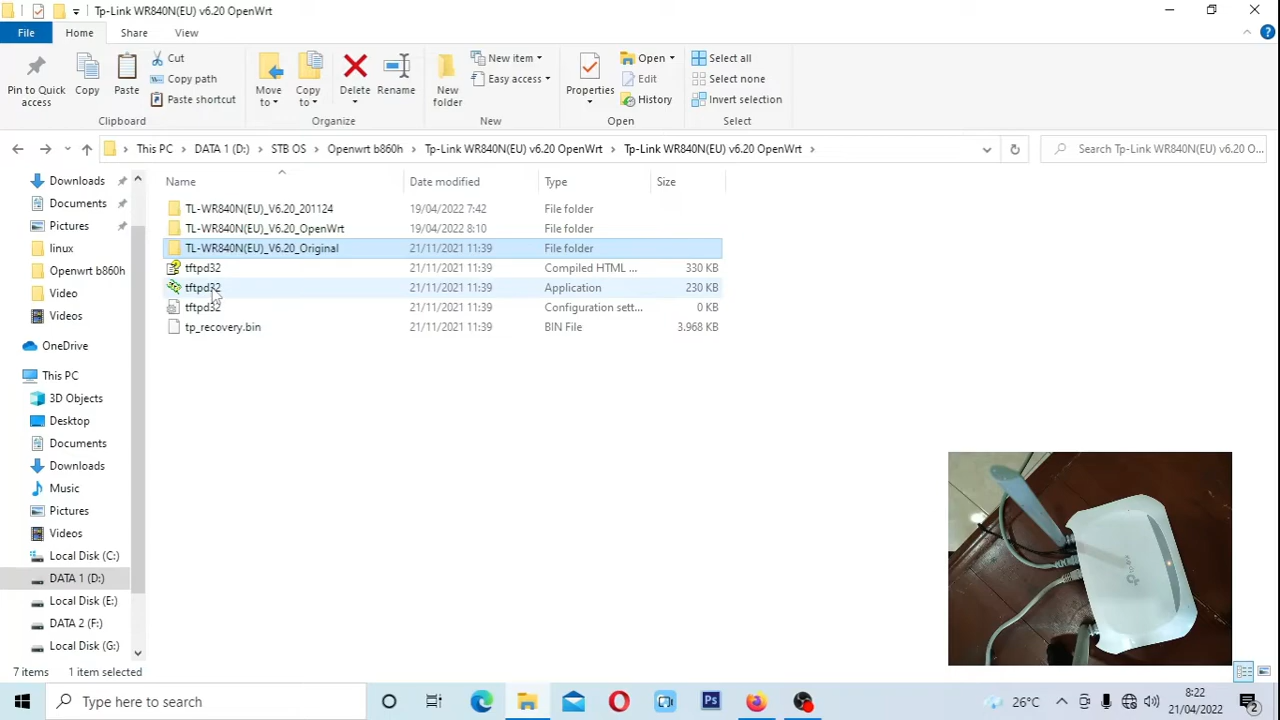 Tp-Link WR840N(EU) v6.20 OpenWrt
File Home Share View
Pin to Quick access
Copy
Paste
Cut
Copy path
Paste shortcut
Clipboard
Move to
Copy to
Delete
Rename
Organize
New folder
New item
Easy access
New
Properties
Open
Edit
History
Open
Select all
Select none
Invert selection
Select
This PC DATA 1 (D:) STB OS Openwrt b860h Tp-Link WR840N(EU) v6.20 OpenWrt Tp-Link WR840N(EU) v6.20 OpenWrt
Search Tp-Link WR840N(EU) v6.20 O...
Downloads
Documents
Pictures
linux
Openwrt b860h
Video
Videos
OneDrive
This PC
3D Objects
Desktop
Documents
Downloads
Music
Pictures
Videos
Local Disk (C:)
DATA 1 (D:)
Local Disk (E:)
DATA 2 (F:)
Local Disk (G:)
Name Date modified Type Size
TL-WR840N(EU)_V6.20_201124 19/04/2022 7:42 File folder
TL-WR840N(EU)_V6.20_OpenWrt 19/04/2022 8:10 File folder
TL-WR840N(EU)_V6.20_Original 21/11/2021 11:39 File folder
tftpd32 21/11/2021 11:39 Compiled HTML ... 330 KB
tftpd32 21/11/2021 11:39 Application 230 KB
tftpd32 21/11/2021 11:39 Configuration sett... 0 KB
tp_recovery.bin 21/11/2021 11:39 BIN File 3.968 KB
7 items 1 item selected
Type here to search
Ps
26°C
8:22
21/04/2022
2